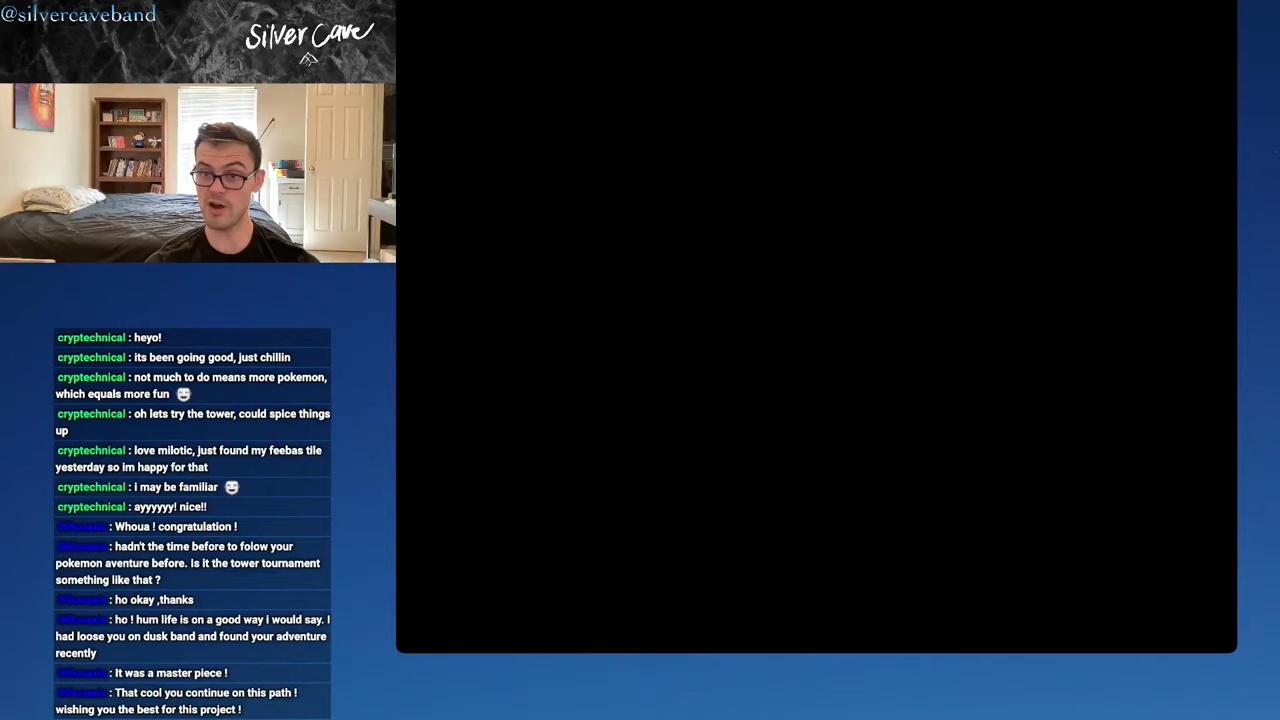 @silvercaveband
Silver Cave
cryptechnical : heyo!
cryptechnical : its been going good, just chillin
cryptechnical : not much to do means more pokemon,
which equals more fun
cryptechnical : oh lets try the tower, could spice things
up
cryptechnical : love milotic, just found my feebas tile
yesterday so im happy for that
cryptechnical : i may be familiar
cryptechnical : ayyyyyy! nice!!
: Whoua ! congratulation !
: hadn't the time before to folow your
pokemon aventure before. Is it the tower tournament
something like that ?
: ho okay ,thanks
: ho ! hum life is on a good way i would say. I
had loose you on dusk band and found your adventure
recently
: It was a master piece !
: That cool you continue on this path !
wishing you the best for this project !